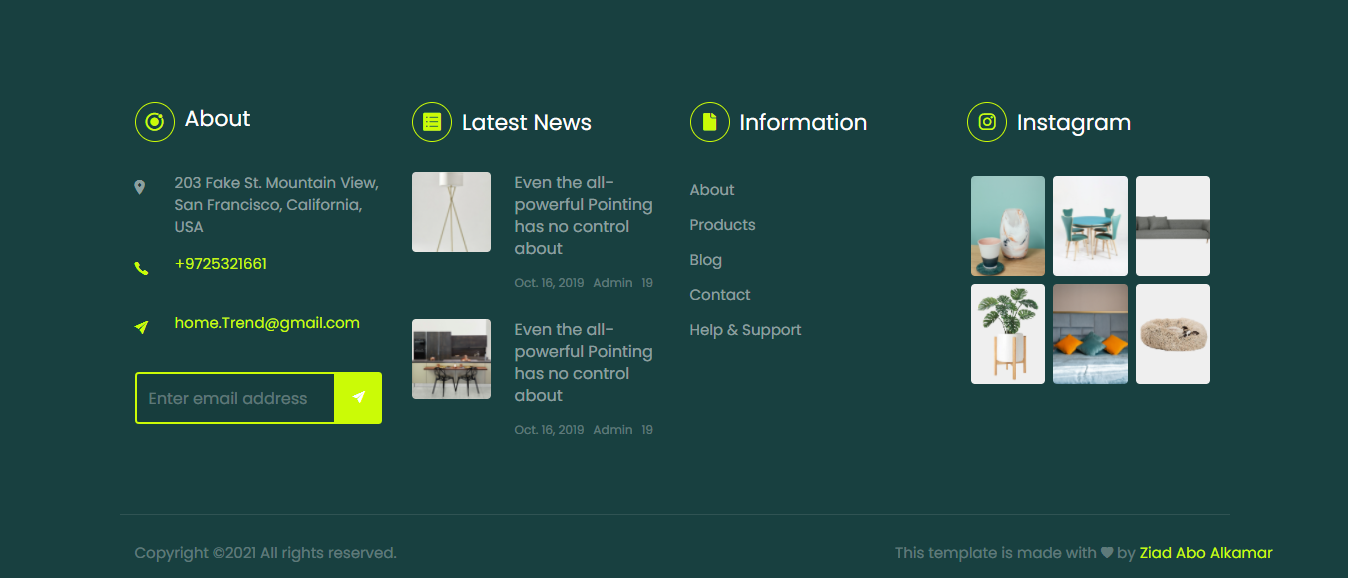 About
203 Fake St. Mountain View,
San Francisco, California,
USA
+9725321661
home.Trend@gmail.com
Enter email address
Latest News
Even the all-
powerful Pointing
has no control
about
Oct. 16, 2019 Admin 19
Even the all-
powerful Pointing
has no control
about
Oct. 16, 2019 Admin 19
Information
About
Products
Blog
Contact
Help & Support
Instagram
Copyright ©2021 All rights reserved.
This template is made with ♥ by Ziad Abo Alkamar